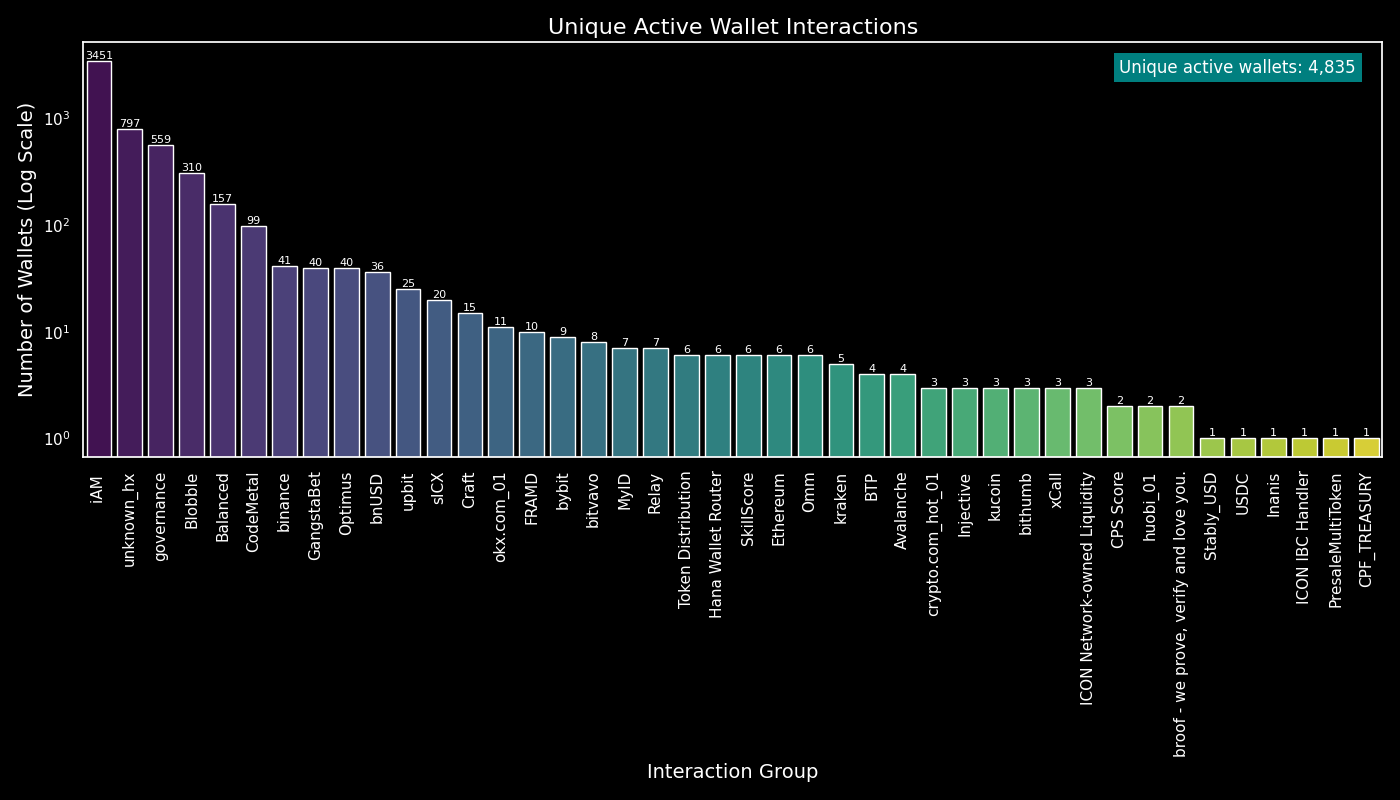 Unique Active Wallet Interactions
Unique active wallets: 4,835
Number of Wallets (Log Scale)
10³
10²
10¹
10⁰
3451
797
559
310
157
99
41
40
40
36
25
20
15
11
10
9
8
7
7
6
6
6
6
6
5
4
4
3
3
3
3
3
3
2
2
2
1
1
1
1
1
1
iAM
unknown_hx
governance
Blobble
Balanced
CodeMetal
binance
GangstaBet
Optimus
bnUSD
upbit
sICX
Craft
okx.com_01
FRAMD
bybit
bitvavo
MyID
Relay
Token Distribution
Hana Wallet Router
SkillScore
Ethereum
Omm
kraken
BTP
Avalanche
crypto.com_hot_01
Injective
kucoin
bithumb
xCall
ICON Network-owned Liquidity
CPS Score
huobi_01
broof - we prove, verify and love you.
Stably_USD
USDC
Inanis
ICON IBC Handler
PresaleMultiToken
CPF_TREASURY
Interaction Group